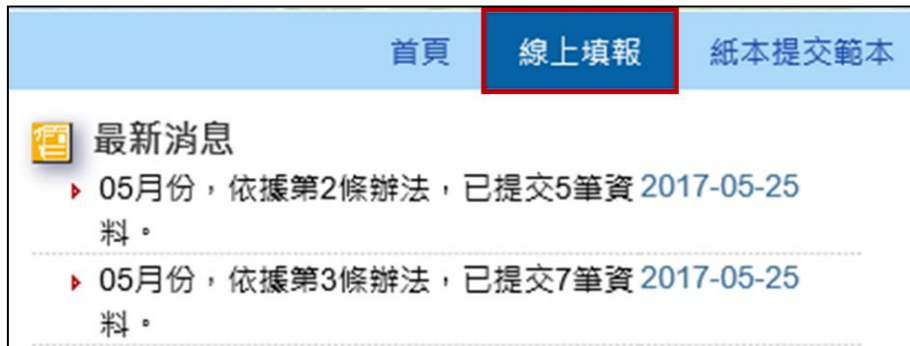 首頁 線上填報 紙本提交範本
最新消息
05月份，依據第2條辦法，已提交5筆資 2017-05-25
料。
05月份，依據第3條辦法，已提交7筆資 2017-05-25
料。